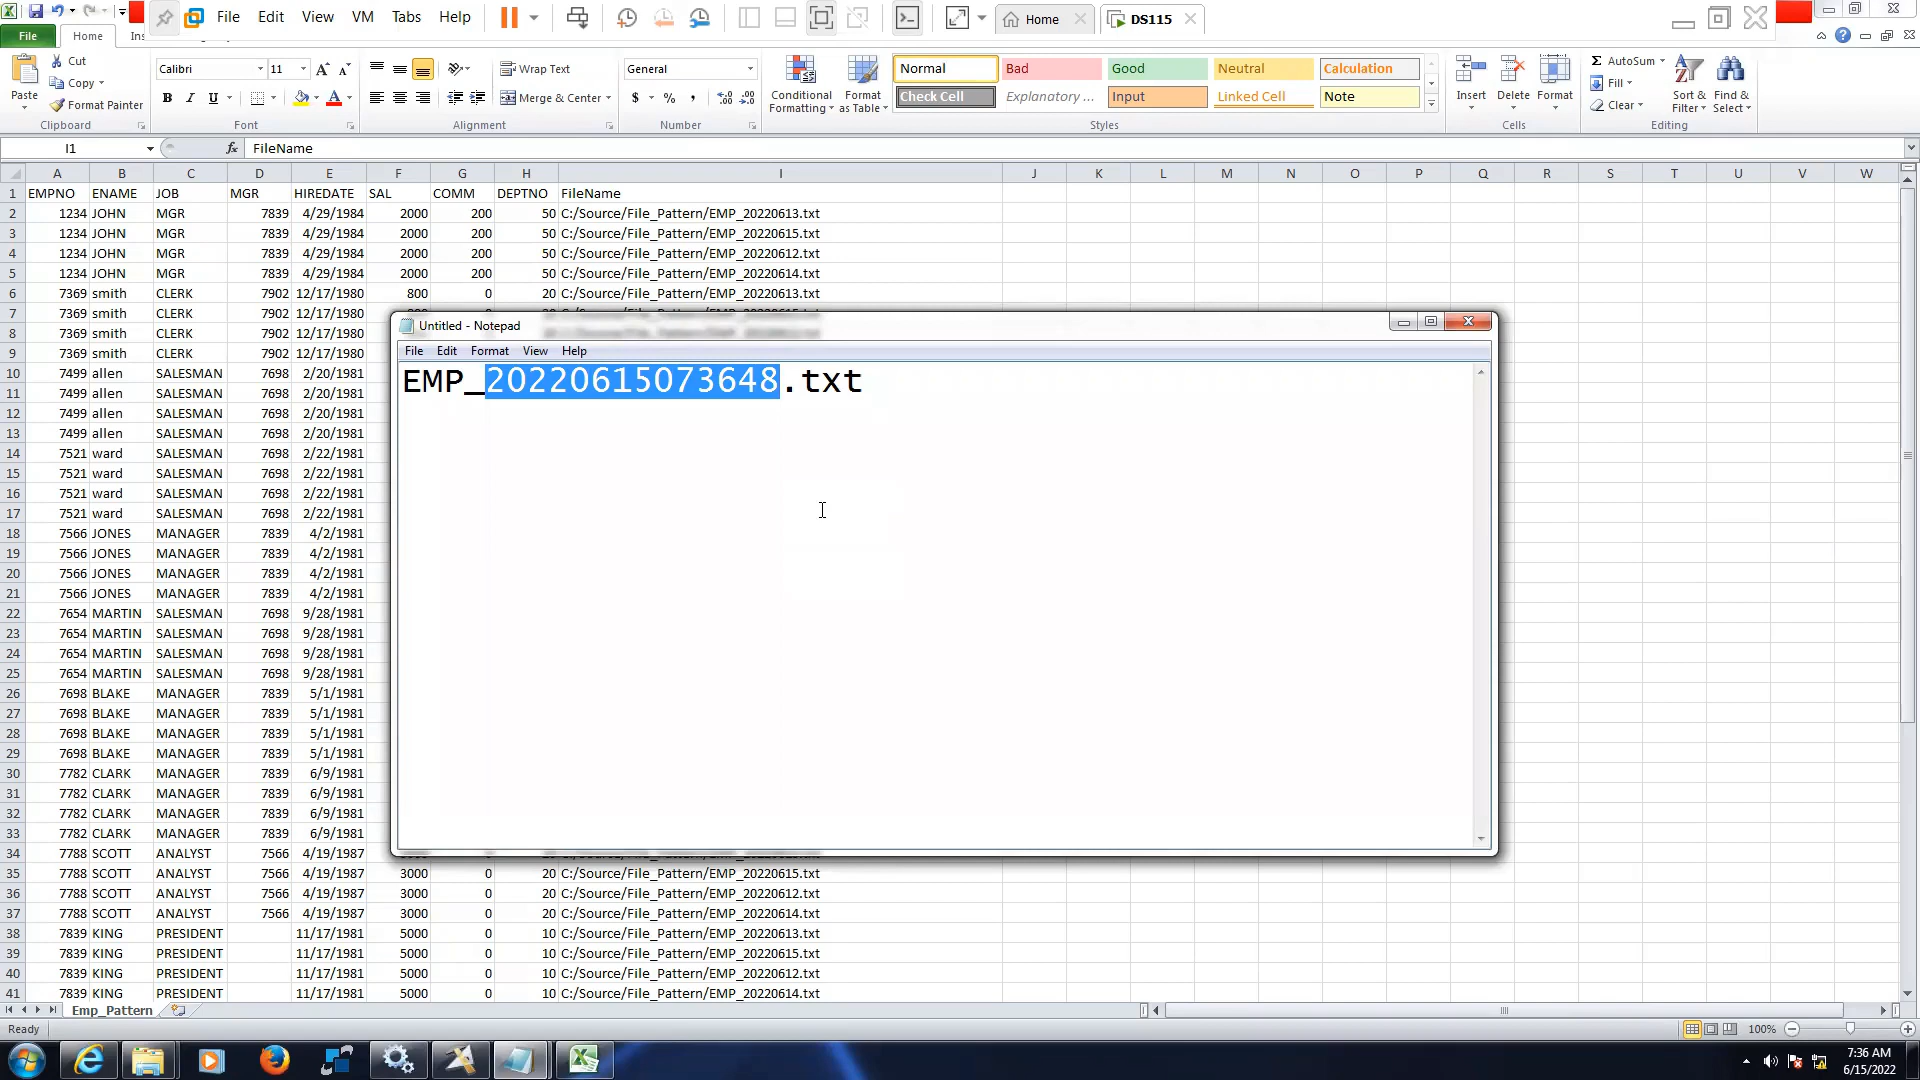 File Edit View VM Tabs Help Home DS115
File Home Ins
Cut
Copy
Format Painter
Paste
Clipboard
Calibri 11
B I U
Font
Wrap Text
Merge & Center
Alignment
General
$ % ,
Number
Conditional Formatting
Format as Table
Normal Bad Good Neutral Calculation
Check Cell Explanatory ... Input Linked Cell Note
Styles
Insert Delete Format
Cells
AutoSum
Fill
Clear
Sort & Filter
Find & Select
Editing
I1 fx FileName
A B C D E F G H I J K L M N O P Q R S T U V W
1 EMPNO ENAME JOB MGR HIREDATE SAL COMM DEPTNO FileName
2 1234 JOHN MGR 7839 4/29/1984 2000 200 50 C:/Source/File_Pattern/EMP_20220613.txt
3 1234 JOHN MGR 7839 4/29/1984 2000 200 50 C:/Source/File_Pattern/EMP_20220615.txt
4 1234 JOHN MGR 7839 4/29/1984 2000 200 50 C:/Source/File_Pattern/EMP_20220612.txt
5 1234 JOHN MGR 7839 4/29/1984 2000 200 50 C:/Source/File_Pattern/EMP_20220614.txt
6 7369 smith CLERK 7902 12/17/1980 800 0 20 C:/Source/File_Pattern/EMP_20220613.txt
7 7369 smith CLERK 7902 12/17/1980
8 7369 smith CLERK 7902 12/17/1980
9 7369 smith CLERK 7902 12/17/1980
10 7499 allen SALESMAN 7698 2/20/1981
11 7499 allen SALESMAN 7698 2/20/1981
12 7499 allen SALESMAN 7698 2/20/1981
13 7499 allen SALESMAN 7698 2/20/1981
14 7521 ward SALESMAN 7698 2/22/1981
15 7521 ward SALESMAN 7698 2/22/1981
16 7521 ward SALESMAN 7698 2/22/1981
17 7521 ward SALESMAN 7698 2/22/1981
18 7566 JONES MANAGER 7839 4/2/1981
19 7566 JONES MANAGER 7839 4/2/1981
20 7566 JONES MANAGER 7839 4/2/1981
21 7566 JONES MANAGER 7839 4/2/1981
22 7654 MARTIN SALESMAN 7698 9/28/1981
23 7654 MARTIN SALESMAN 7698 9/28/1981
24 7654 MARTIN SALESMAN 7698 9/28/1981
25 7654 MARTIN SALESMAN 7698 9/28/1981
26 7698 BLAKE MANAGER 7839 5/1/1981
27 7698 BLAKE MANAGER 7839 5/1/1981
28 7698 BLAKE MANAGER 7839 5/1/1981
29 7698 BLAKE MANAGER 7839 5/1/1981
30 7782 CLARK MANAGER 7839 6/9/1981
31 7782 CLARK MANAGER 7839 6/9/1981
32 7782 CLARK MANAGER 7839 6/9/1981
33 7782 CLARK MANAGER 7839 6/9/1981
34 7788 SCOTT ANALYST 7566 4/19/1987
35 7788 SCOTT ANALYST 7566 4/19/1987 3000 0 20 C:/Source/File_Pattern/EMP_20220615.txt
36 7788 SCOTT ANALYST 7566 4/19/1987 3000 0 20 C:/Source/File_Pattern/EMP_20220612.txt
37 7788 SCOTT ANALYST 7566 4/19/1987 3000 0 20 C:/Source/File_Pattern/EMP_20220614.txt
38 7839 KING PRESIDENT 11/17/1981 5000 0 10 C:/Source/File_Pattern/EMP_20220613.txt
39 7839 KING PRESIDENT 11/17/1981 5000 0 10 C:/Source/File_Pattern/EMP_20220615.txt
40 7839 KING PRESIDENT 11/17/1981 5000 0 10 C:/Source/File_Pattern/EMP_20220612.txt
41 7839 KING PRESIDENT 11/17/1981 5000 0 10 C:/Source/File_Pattern/EMP_20220614.txt
Untitled - Notepad
File Edit Format View Help
EMP_20220615073648.txt
Emp_Pattern
Ready 100%
7:36 AM
6/15/2022